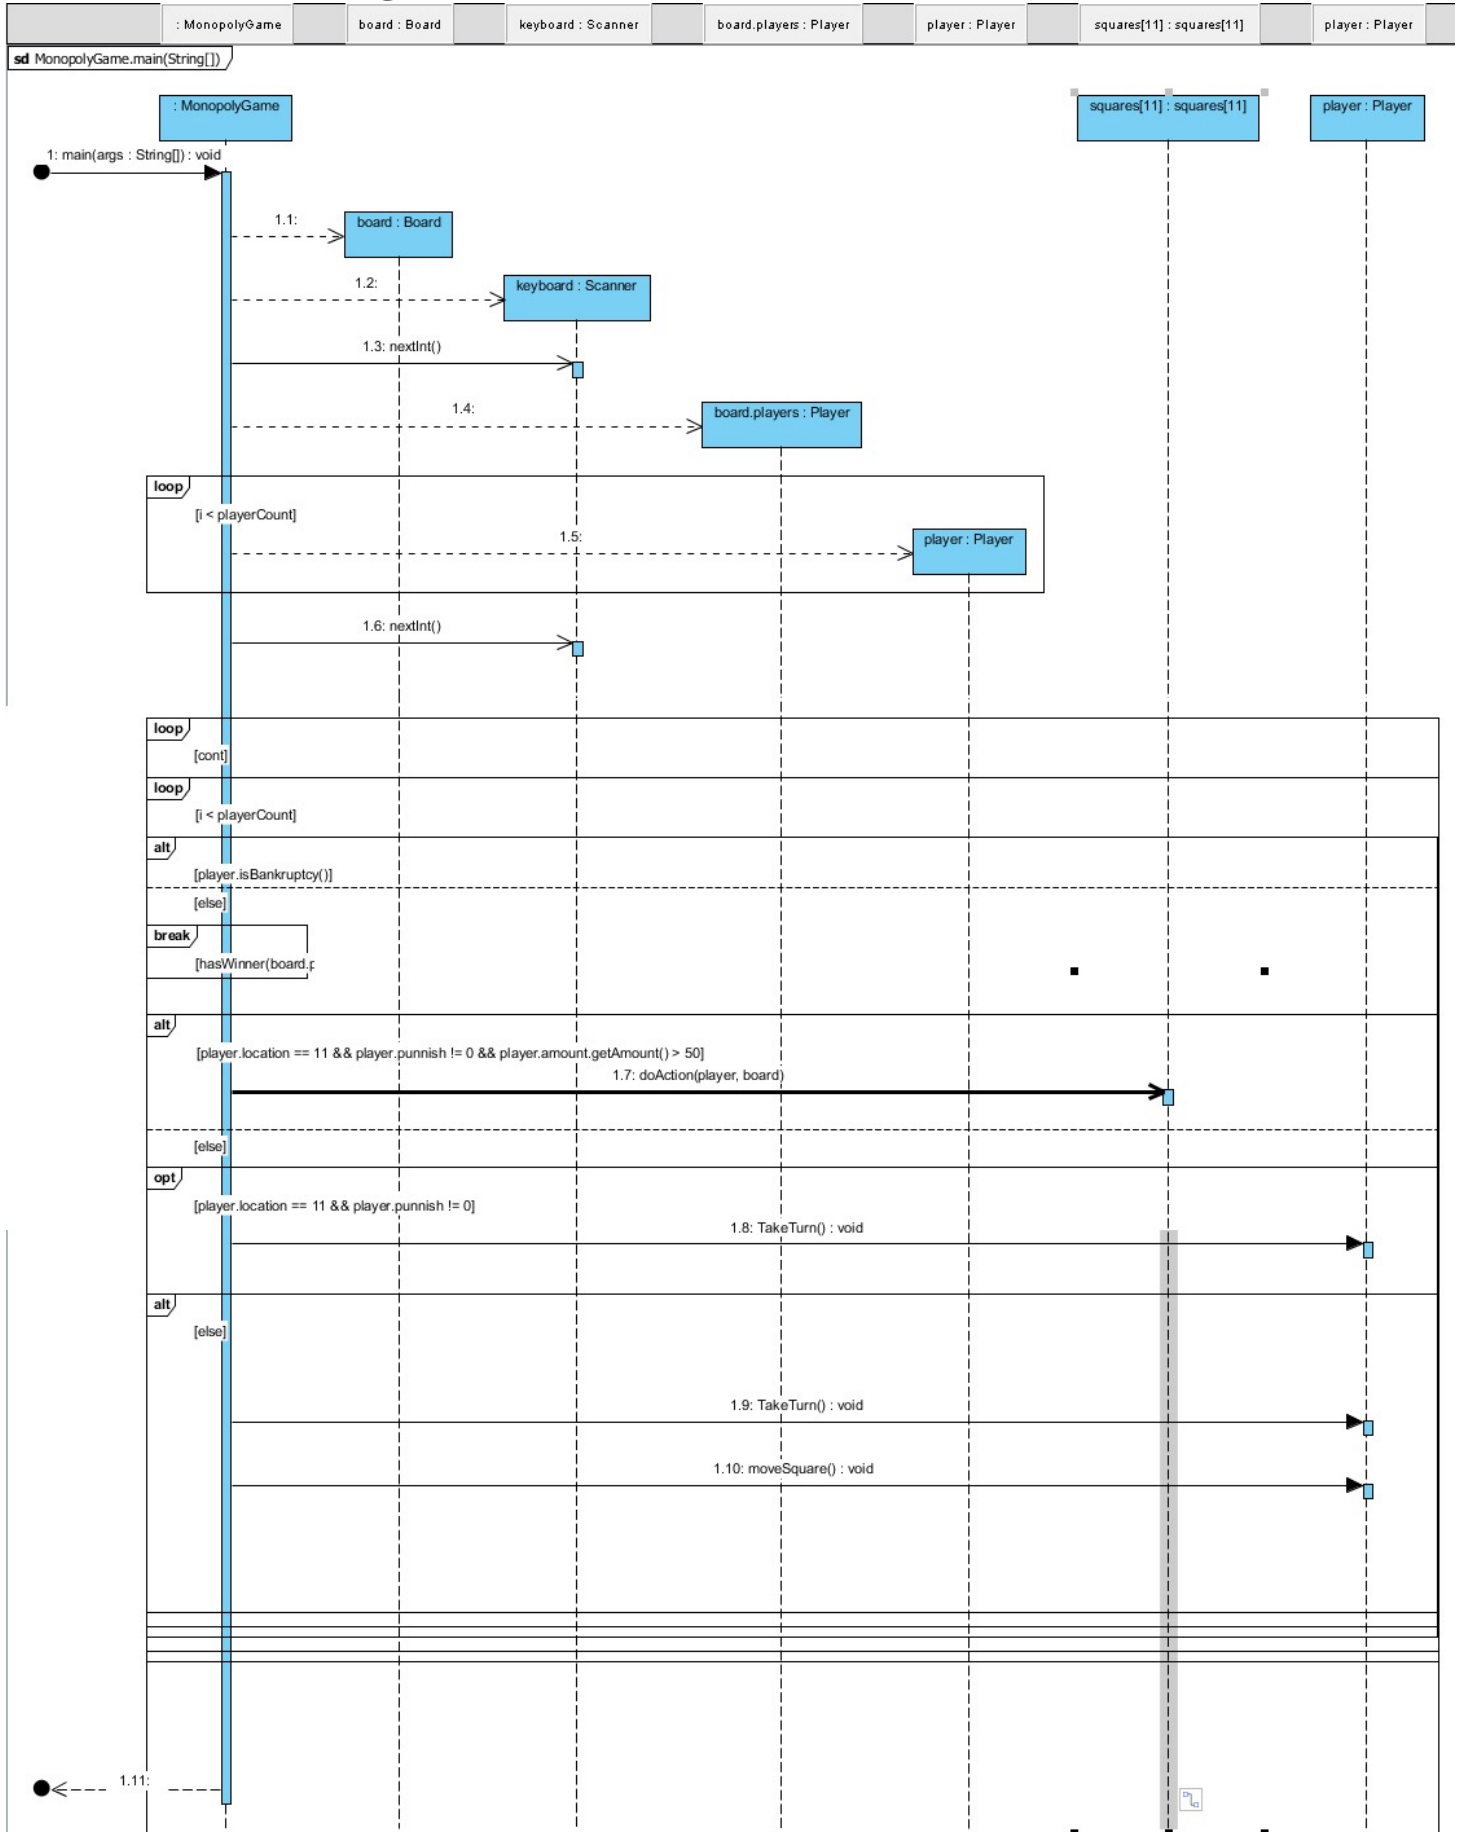 : MonopolyGame
board : Board
keyboard : Scanner
board.players : Player
player : Player
squares[11] : squares[11]
player : Player
sd MonopolyGame.main(String[])
: MonopolyGame
squares[11] : squares[11]
player : Player
1: main(args : String[]) : void
1.1:
board : Board
1.2:
keyboard : Scanner
1.3: nextInt()
1.4:
board.players : Player
loop
[i < playerCount]
1.5:
player : Player
1.6: nextInt()
loop
[cont]
loop
[i < playerCount]
alt
[player.isBankruptcy()]
[else]
break
[hasWinner(board.p
alt
[player.location == 11 && player.punnish != 0 && player.amount.getAmount() > 50]
1.7: doAction(player, board)
[else]
opt
[player.location == 11 && player.punnish != 0]
1.8: TakeTurn() : void
alt
[else]
1.9: TakeTurn() : void
1.10: moveSquare() : void
1.11: